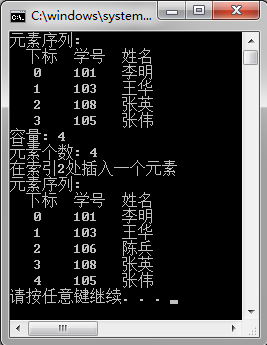 C:\windows\system...
元素序列:
下标 学号 姓名
0 101 李明
1 103 王华
2 108 张英
3 105 张伟
容量: 4
元素个数: 4
在索引2处插入一个元素
元素序列:
下标 学号 姓名
0 101 李明
1 103 王华
2 106 陈兵
3 108 张英
4 105 张伟
请按任意键继续. . .